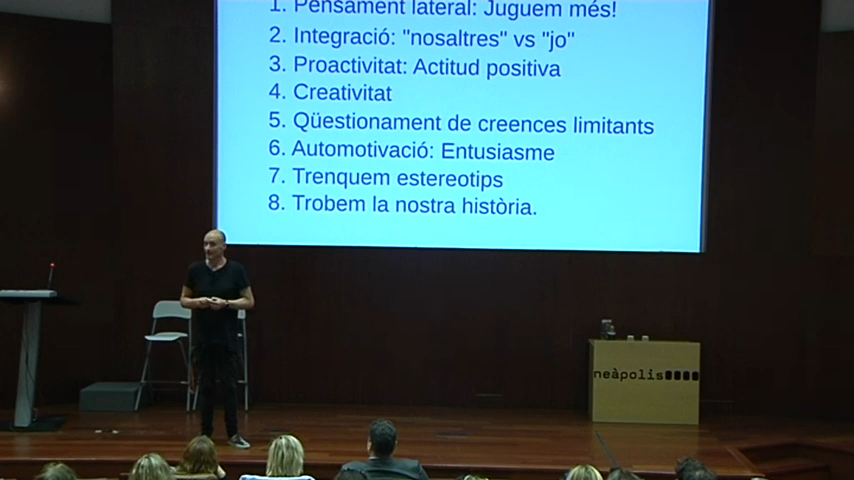 1. Pensament lateral: Juguem més!
2. Integració: "nosaltres" vs "jo"
3. Proactivitat: Actitud positiva
4. Creativitat
5. Qüestionament de creences limitants
6. Automotivació: Entusiasme
7. Trenquem estereotips
8. Trobem la nostra història.
neàpolis